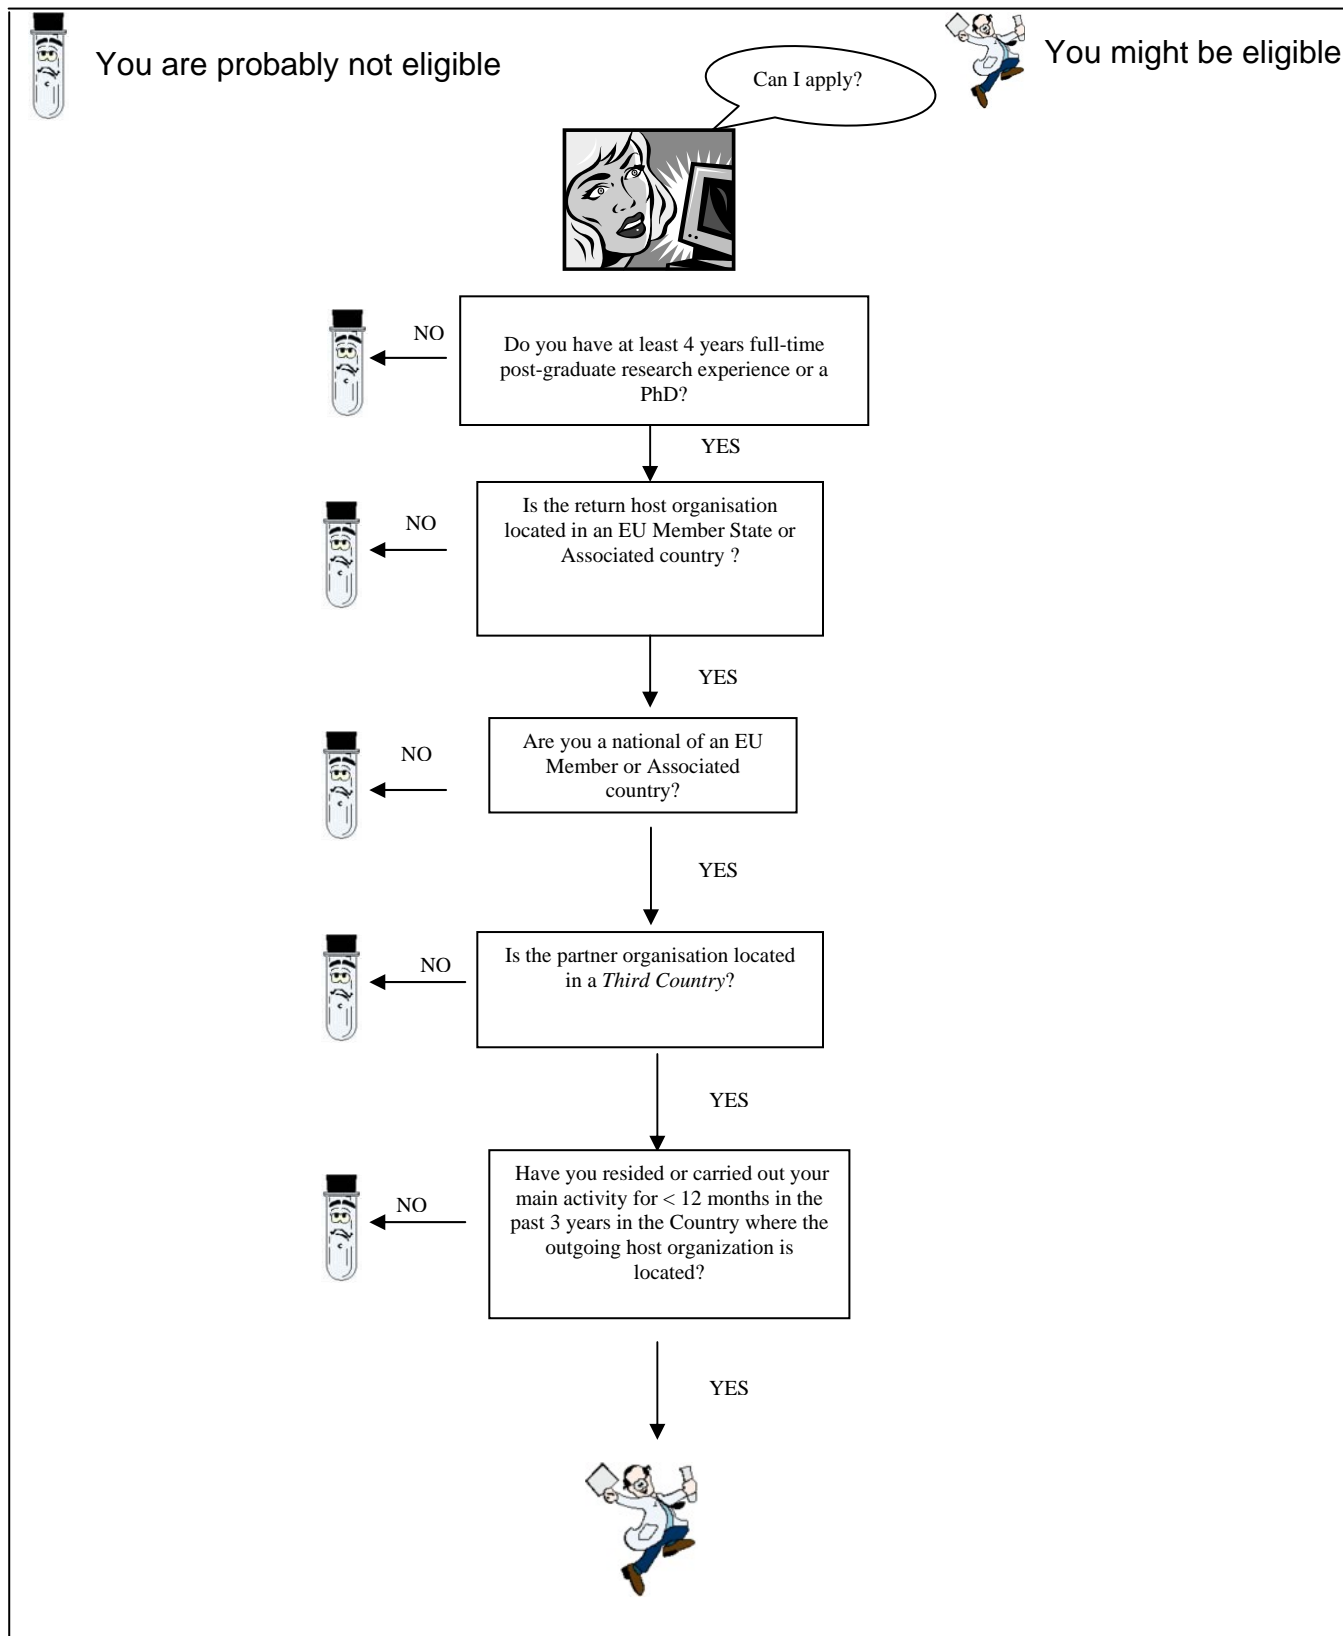 You are probably not eligible
You might be eligible
Can I apply?
NO
Do you have at least 4 years full-time
post-graduate research experience or a
PhD?
YES
NO
Is the return host organisation
located in an EU Member State or
Associated country ?
YES
NO
Are you a national of an EU
Member or Associated
country?
YES
NO
Is the partner organisation located
in a Third Country?
YES
NO
Have you resided or carried out your
main activity for < 12 months in the
past 3 years in the Country where the
outgoing host organization is
located?
YES